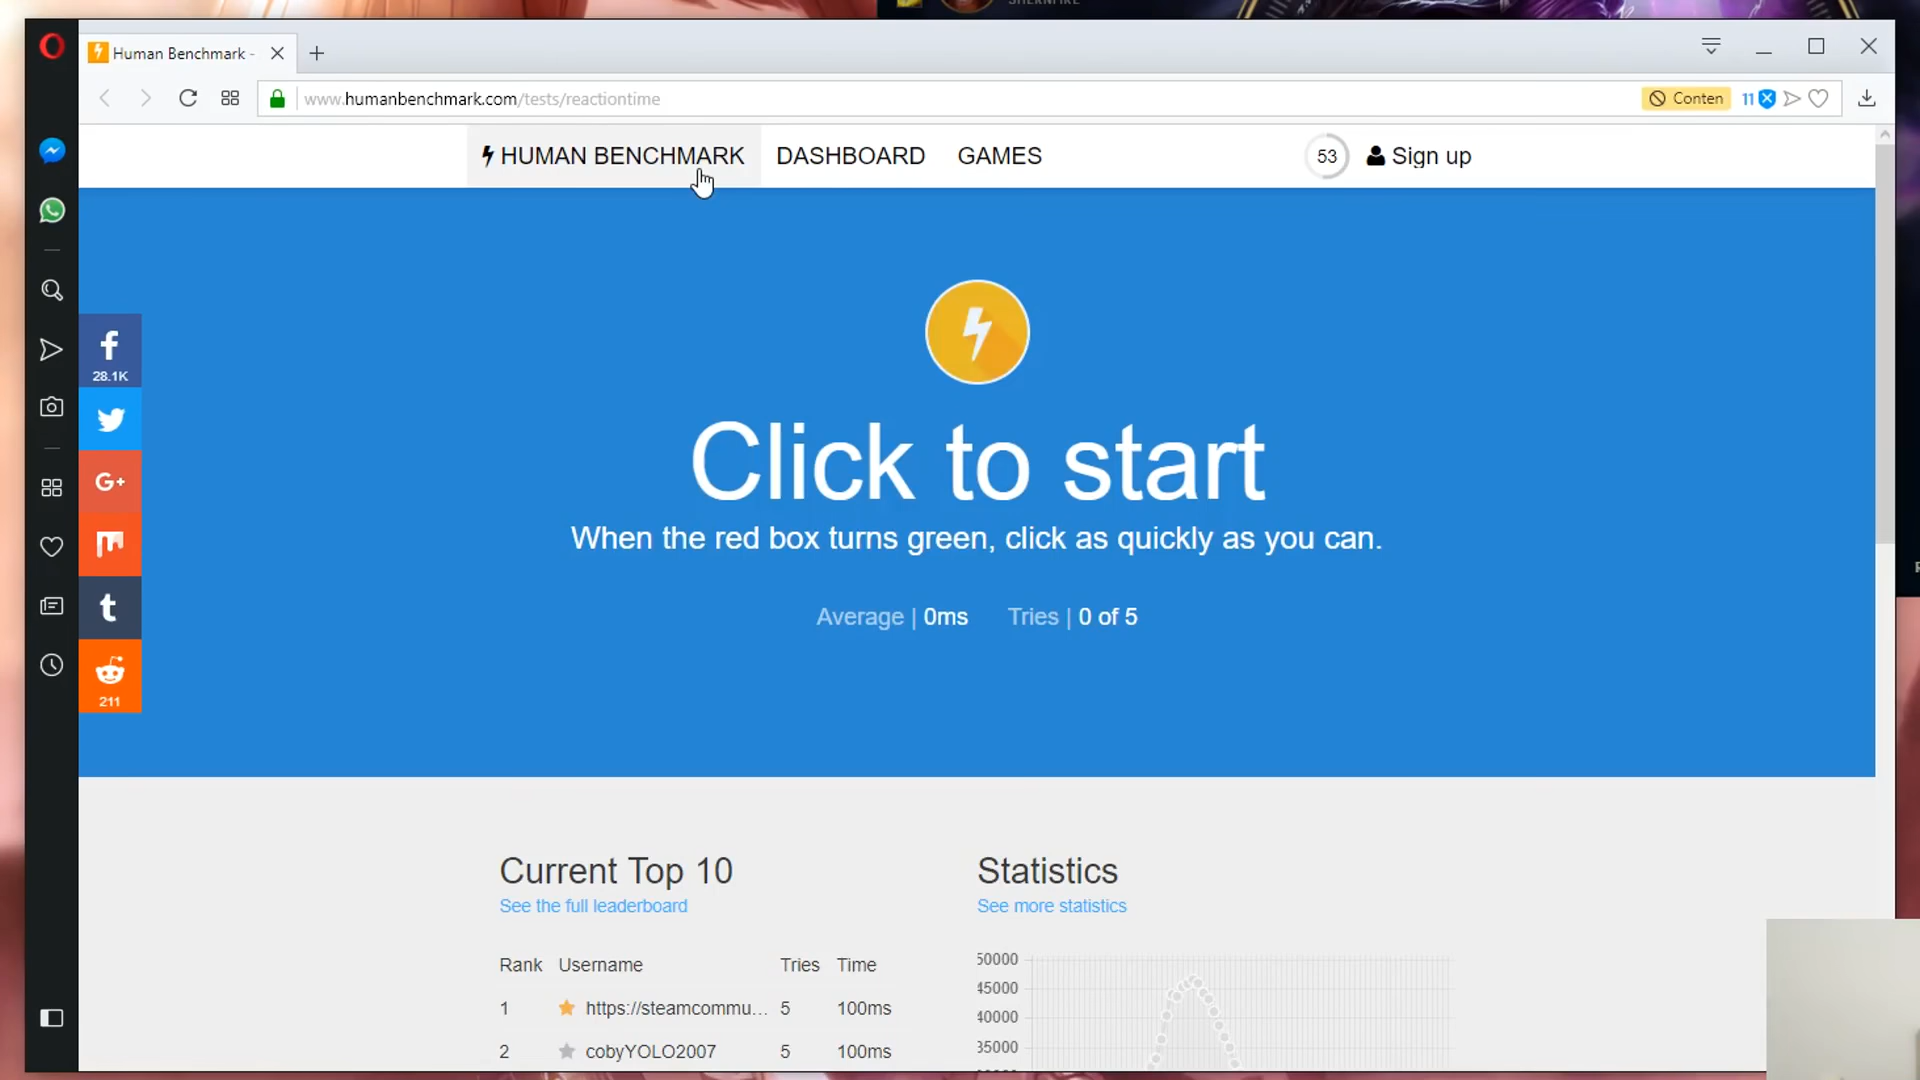 SHERNFIRE
Human Benchmark -
www.humanbenchmark.com/tests/reactiontime
Conten
11
HUMAN BENCHMARK
DASHBOARD
GAMES
53
Sign up
28.1K
G+
t
211
Click to start
When the red box turns green, click as quickly as you can.
Average | 0ms Tries | 0 of 5
Current Top 10
See the full leaderboard
Rank Username Tries Time
1 https://steamcommu... 5 100ms
2 cobyYOLO2007 5 100ms
Statistics
See more statistics
50000
45000
40000
35000